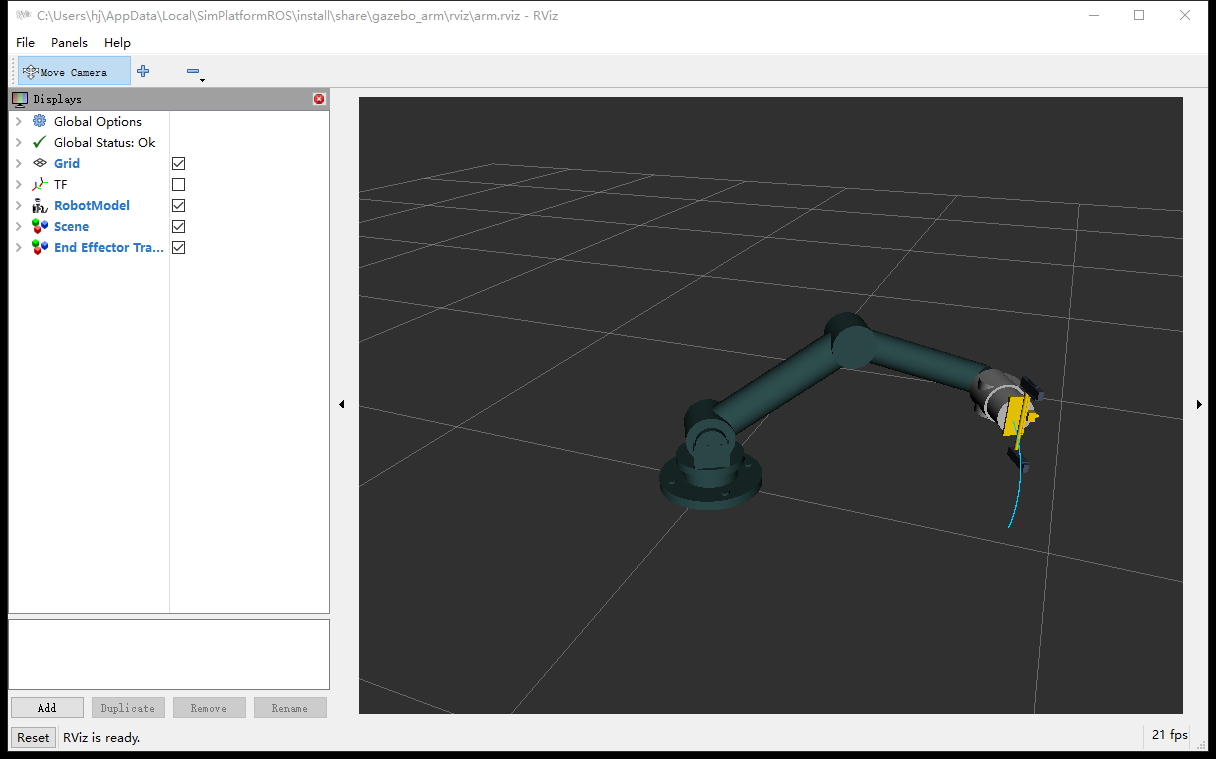 C:\Users\hj\AppData\Local\SimPlatformROS\install\share\gazebo_arm\rviz\arm.rviz - RViz
File Panels Help
Move Camera
Displays
Global Options
Global Status: Ok
Grid
TF
RobotModel
Scene
End Effector Tra...
Add Duplicate Remove Rename
Reset RViz is ready. 21 fps